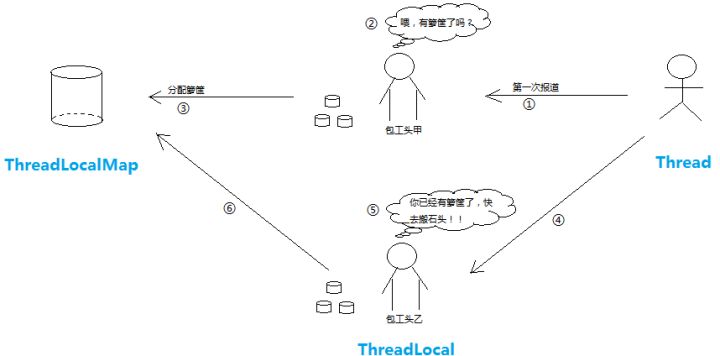 ②
喂，有箩筐了吗？
分配箩筐
③
第一次报道
①
包工头甲
ThreadLocalMap
Thread
⑥
⑤
你已经有箩筐了，快
去搬石头！！
④
包工头乙
ThreadLocal